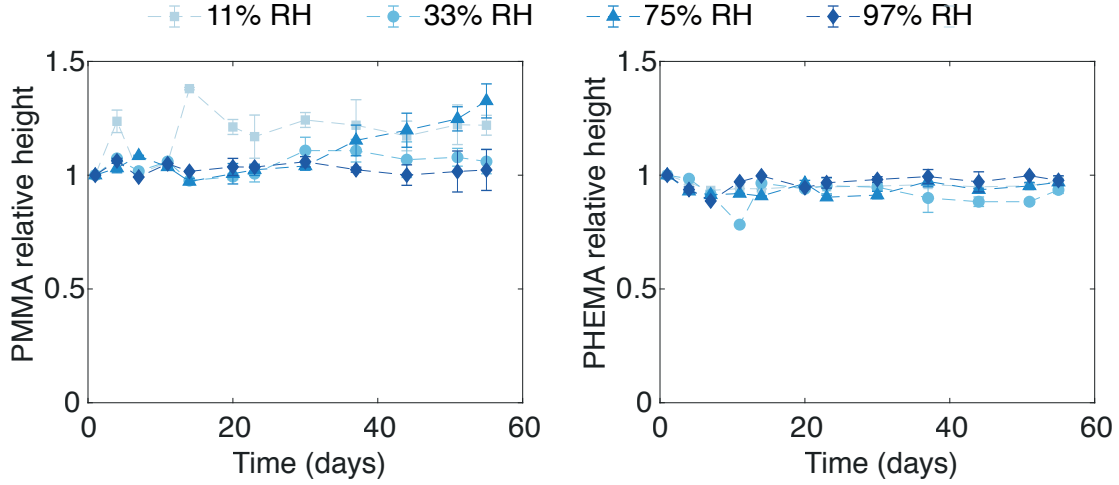 11% RH 33% RH 75% RH 97% RH
PMMA relative height
1.5
1
0.5
0
0 20 40 60
Time (days)
PHEMA relative height
1.5
1
0.5
0
0 20 40 60
Time (days)